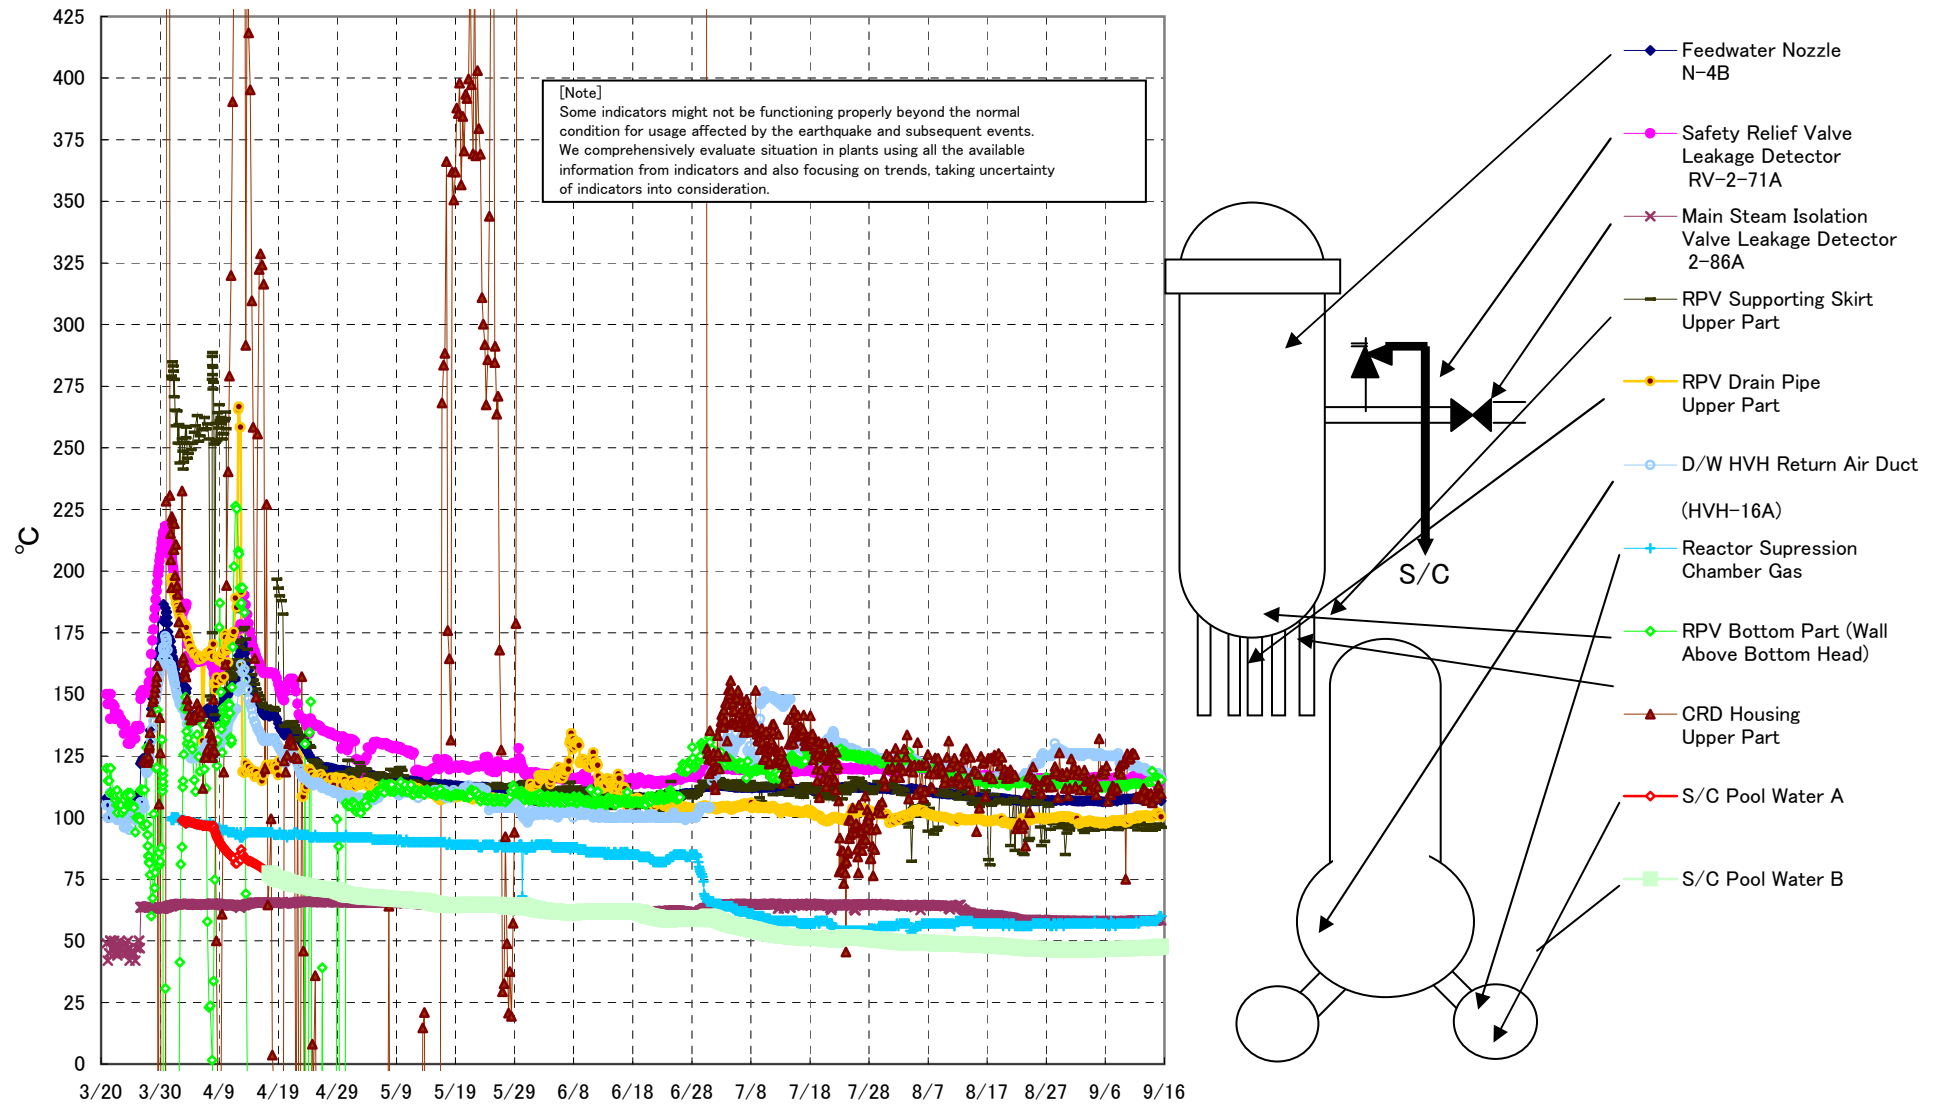 425
400
375
350
325
300
275
250
225
200
175
150
125
100
75
50
25
0
℃
3/20 3/30 4/9 4/19 4/29 5/9 5/19 5/29 6/8 6/18 6/28 7/8 7/18 7/28 8/7 8/17 8/27 9/6 9/16
[Note]
Some indicators might not be functioning properly beyond the normal
condition for usage affected by the earthquake and subsequent events.
We comprehensively evaluate situation in plants using all the available
information from indicators and also focusing on trends, taking uncertainty
of indicators into consideration.
S/C
Feedwater Nozzle
N-4B
Safety Relief Valve
Leakage Detector
RV-2-71A
Main Steam Isolation
Valve Leakage Detector
2-86A
RPV Supporting Skirt
Upper Part
RPV Drain Pipe
Upper Part
D/W HVH Return Air Duct
(HVH-16A)
Reactor Supression
Chamber Gas
RPV Bottom Part (Wall
Above Bottom Head)
CRD Housing
Upper Part
S/C Pool Water A
S/C Pool Water B